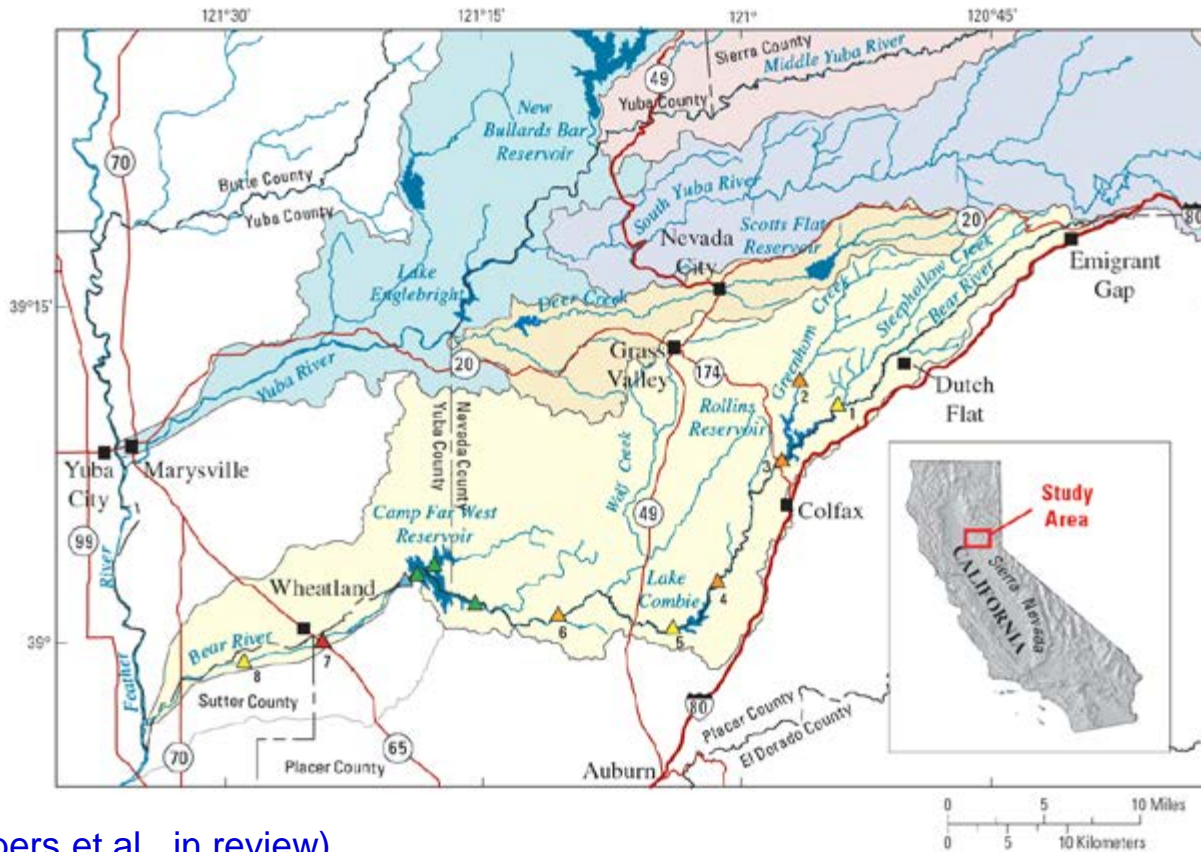 121°30' 121°15' 121° 120°45'
Sierra County
Middle Yuba River
49
Yuba County
New
Bullards Bar
Reservoir
70
Butte County
Yuba County
South Yuba River
Scotts Flat
Reservoir
20
80
Nevada
City
Emigrant
Gap
Lake
Englebright
Deer Creek
Greenhorn Creek
Steephollow Creek
Bear River
39°15'
Yuba River
20
Grass
Valley
174
2
1
Dutch
Flat
Rollins
Reservoir
Nevada County
Yuba County
Wolf Creek
Yuba
City
Marysville
3
Colfax
49
Camp Far West
Reservoir
99
River
Feather
Wheatland
Lake
Combie
4
6
5
39°
Bear River
7
8
Sutter County
70
65
Placer County
80
Placer County
El Dorado County
Auburn
Study
Area
CALIFORNIA
Sierra Nevada
0 5 10 Miles
0 5 10 Kilometers
et al., in review)